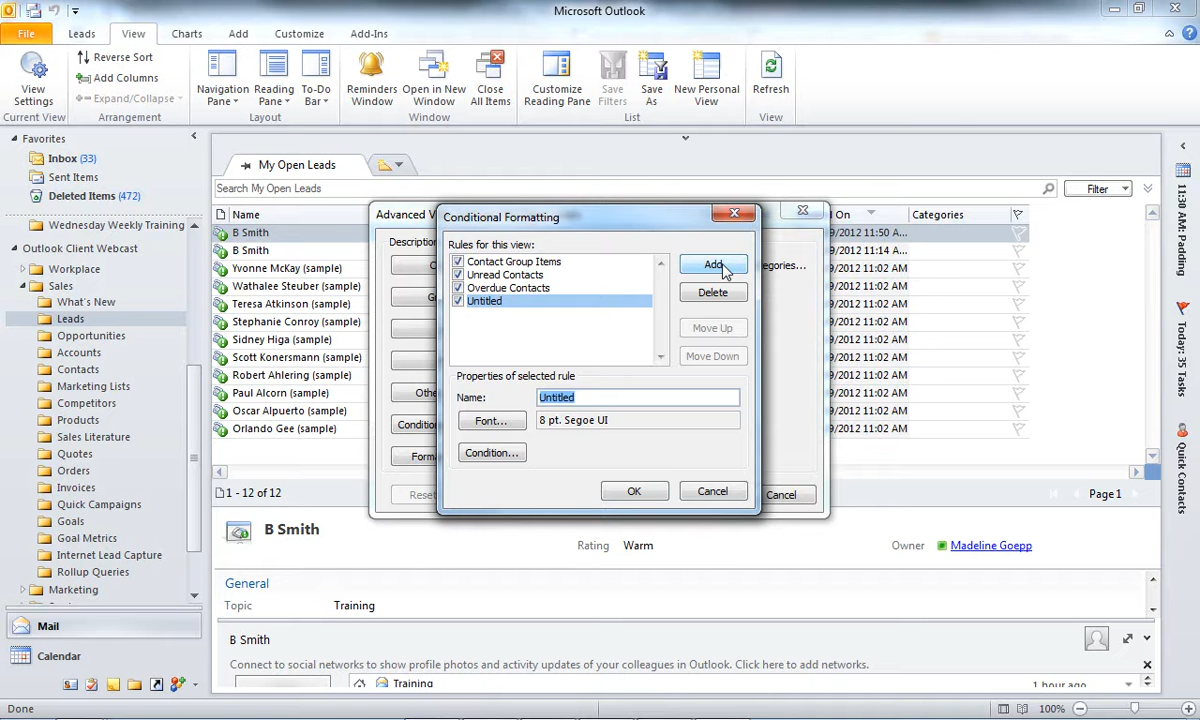 Microsoft Outlook
File Lead​s View Charts Add Customize Add-Ins
View Settings
Reverse Sort
Add Columns
Expand/Collapse
Navigation Pane
Reading Pane
To-Do Bar
Reminders Window
Open in New Window
Close All Items
Customize Reading Pane
Save Filters
Save As
New Personal View
Refresh
Current View Arrangement Layout Window List View
Favorites
Inbox (33)
Sent Items
Deleted Items (472)
Wednesday Weekly Training
Outlook Client Webcast
Workplace
Sales
What's New
Leads
Opportunities
Accounts
Contacts
Marketing Lists
Competitors
Products
Sales Literature
Quotes
Orders
Invoices
Quick Campaigns
Goals
Goal Metrics
Internet Lead Capture
Rollup Queries
Marketing
Mail
Calendar
My Open Leads
Search My Open Leads
Filter
Name On Categories
B Smith 9/2012 11:50 A...
B Smith 9/2012 11:14 A...
Yvonne McKay (sample) 9/2012 11:02 AM
Wathalee Steuber (sample) 9/2012 11:02 AM
Teresa Atkinson (sample) 9/2012 11:02 AM
Stephanie Conroy (sample) 9/2012 11:02 AM
Sidney Higa (sample) 9/2012 11:02 AM
Scott Konersmann (sample) 9/2012 11:02 AM
Robert Ahlering (sample) 9/2012 11:02 AM
Paul Alcorn (sample) 9/2012 11:02 AM
Oscar Alpuerto (sample) 9/2012 11:02 AM
Orlando Gee (sample) 9/2012 11:02 AM
1 - 12 of 12
Page1
Advanced V
Description
C
G
Othe
Condition
Forma
Reset
egories...
Cancel
Conditional Formatting
Rules for this view:
Contact Group Items
Unread Contacts
Overdue Contacts
Untitled
Add
Delete
Move Up
Move Down
Properties of selected rule
Name: Untitled
Font... 8 pt. Segoe UI
Condition...
OK Cancel
B Smith
Rating Warm
Owner Madeline Goepp
General
Topic Training
B Smith
Connect to social networks to show profile photos and activity updates of your colleagues in Outlook. Click here to add networks.
Training 1 hour ago
11:30 AM: Padding
Today: 35 Tasks
Quick Contacts
Done
100%